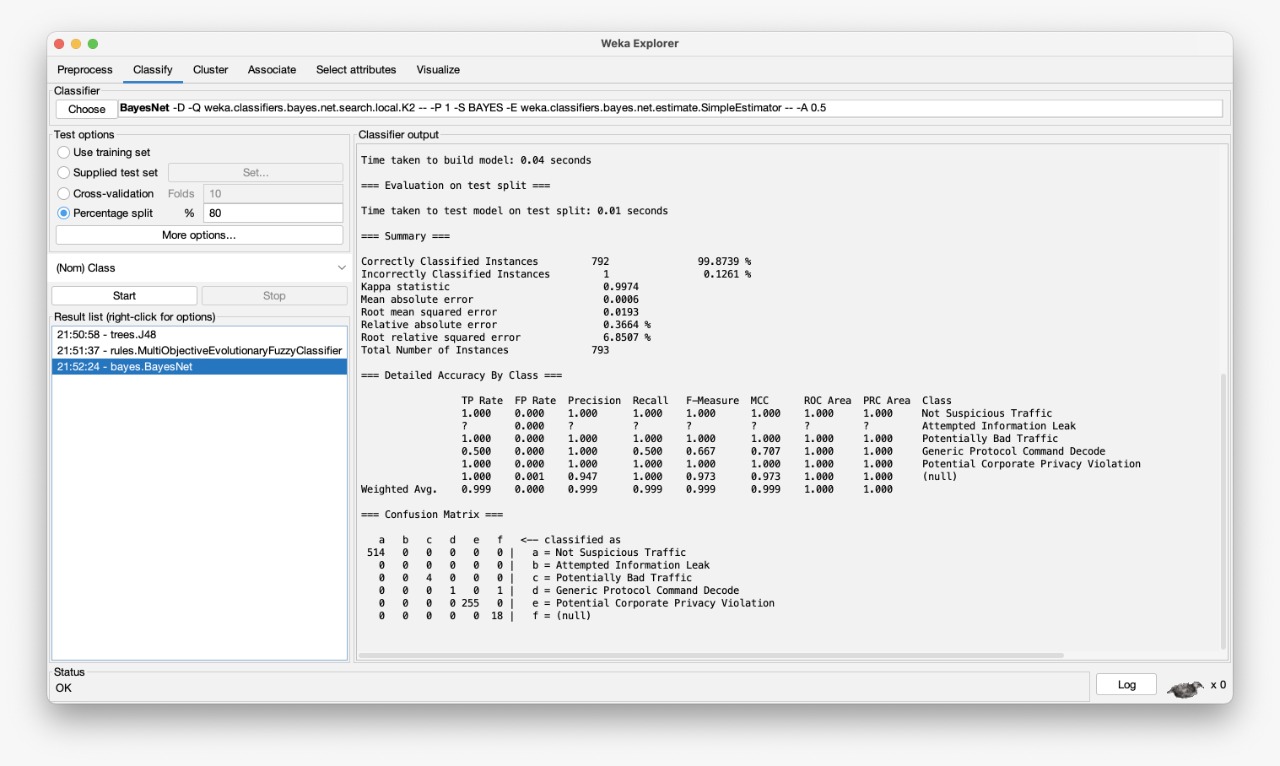 Weka Explorer
Preprocess Classify Cluster Associate Select attributes Visualize
Classifier
Choose BayesNet -D -Q weka.classifiers.bayes.net.search.local.K2 -- -P 1 -S BAYES -E weka.classifiers.bayes.net.estimate.SimpleEstimator -- -A 0.5
Test options
Use training set
Supplied test set Set...
Cross-validation Folds 10
Percentage split % 80
More options...
(Nom) Class
Start Stop
Result list (right-click for options)
21:50:58 - trees.J48
21:51:37 - rules.MultiObjectiveEvolutionaryFuzzyClassifier
21:52:24 - bayes.BayesNet
Classifier output
Time taken to build model: 0.04 seconds
=== Evaluation on test split ===
Time taken to test model on test split: 0.01 seconds
=== Summary ===
Correctly Classified Instances 792 99.8739 %
Incorrectly Classified Instances 1 0.1261 %
Kappa statistic 0.9974
Mean absolute error 0.0006
Root mean squared error 0.0193
Relative absolute error 0.3664 %
Root relative squared error 6.8507 %
Total Number of Instances 793
=== Detailed Accuracy By Class ===
TP Rate FP Rate Precision Recall F-Measure MCC ROC Area PRC Area Class
1.000 0.000 1.000 1.000 1.000 1.000 1.000 1.000 Not Suspicious Traffic
? 0.000 ? ? ? ? ? ? Attempted Information Leak
1.000 0.000 1.000 1.000 1.000 1.000 1.000 1.000 Potentially Bad Traffic
0.500 0.000 1.000 0.500 0.667 0.707 1.000 1.000 Generic Protocol Command Decode
1.000 0.000 1.000 1.000 1.000 1.000 1.000 1.000 Potential Corporate Privacy Violation
1.000 0.001 0.947 1.000 0.973 0.973 1.000 1.000 (null)
Weighted Avg. 0.999 0.000 0.999 0.999 0.999 0.999 1.000 1.000
=== Confusion Matrix ===
a b c d e f <-- classified as
514 0 0 0 0 0 | a = Not Suspicious Traffic
0 0 0 0 0 0 | b = Attempted Information Leak
0 0 4 0 0 0 | c = Potentially Bad Traffic
0 0 0 1 0 1 | d = Generic Protocol Command Decode
0 0 0 0 255 0 | e = Potential Corporate Privacy Violation
0 0 0 0 0 18 | f = (null)
Status
OK
Log x 0